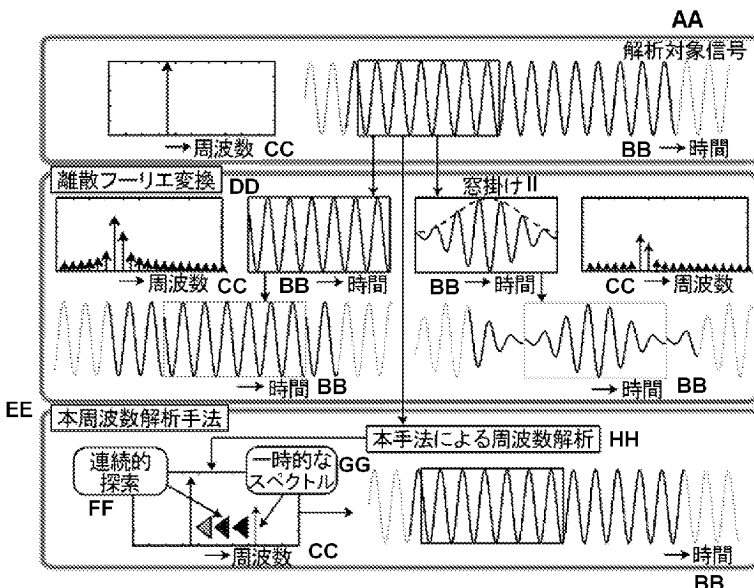 AA
解析対象信号
→周波数 CC
BB →時間
離散フーリエ変換 DD
窓掛け II
→周波数 CC
BB →時間
BB →時間
CC →周波数
→時間 BB
→時間 BB
EE
本周波数解析手法
本手法による周波数解析 HH
連続的
探索
FF
一時的な
スペクトル
GG
→周波数 CC
→時間
BB